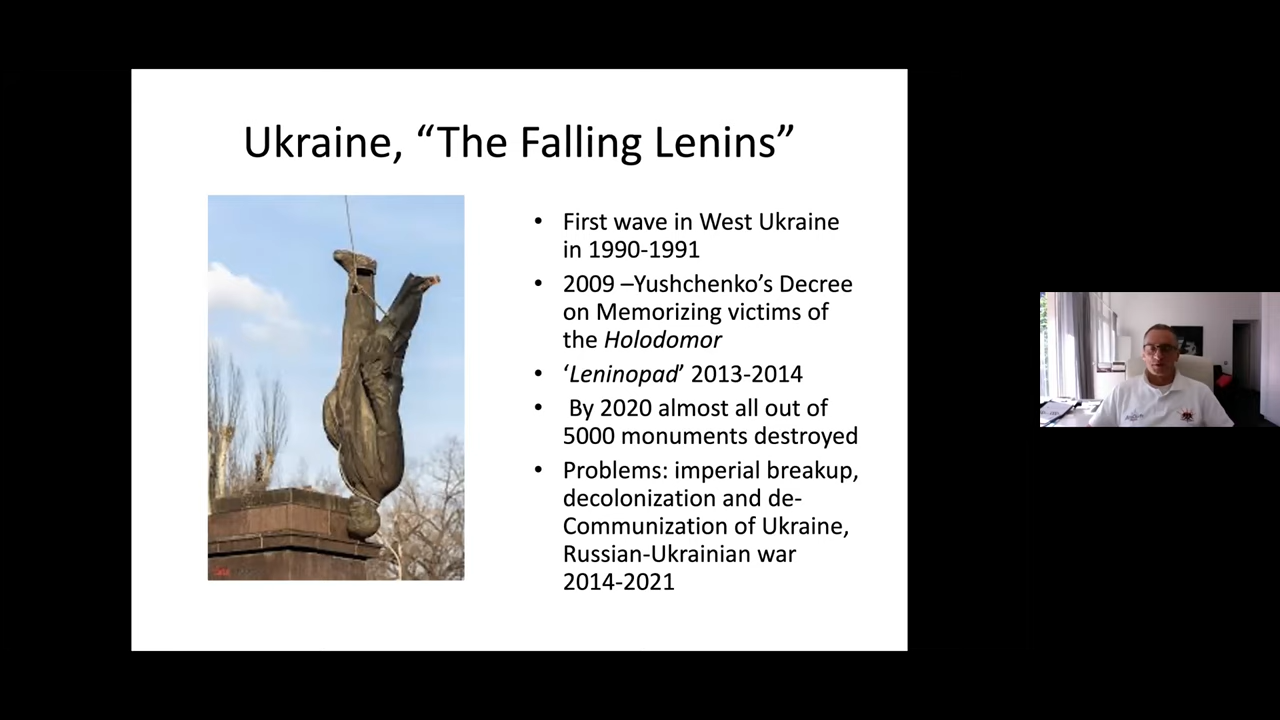 Ukraine, “The Falling Lenins”
• First wave in West Ukraine
in 1990-1991
• 2009 –Yushchenko’s Decree
on Memorizing victims of
the Holodomor
• ‘Leninopad’ 2013-2014
• By 2020 almost all out of
5000 monuments destroyed
• Problems: imperial breakup,
decolonization and de-
Communization of Ukraine,
Russian-Ukrainian war
2014-2021